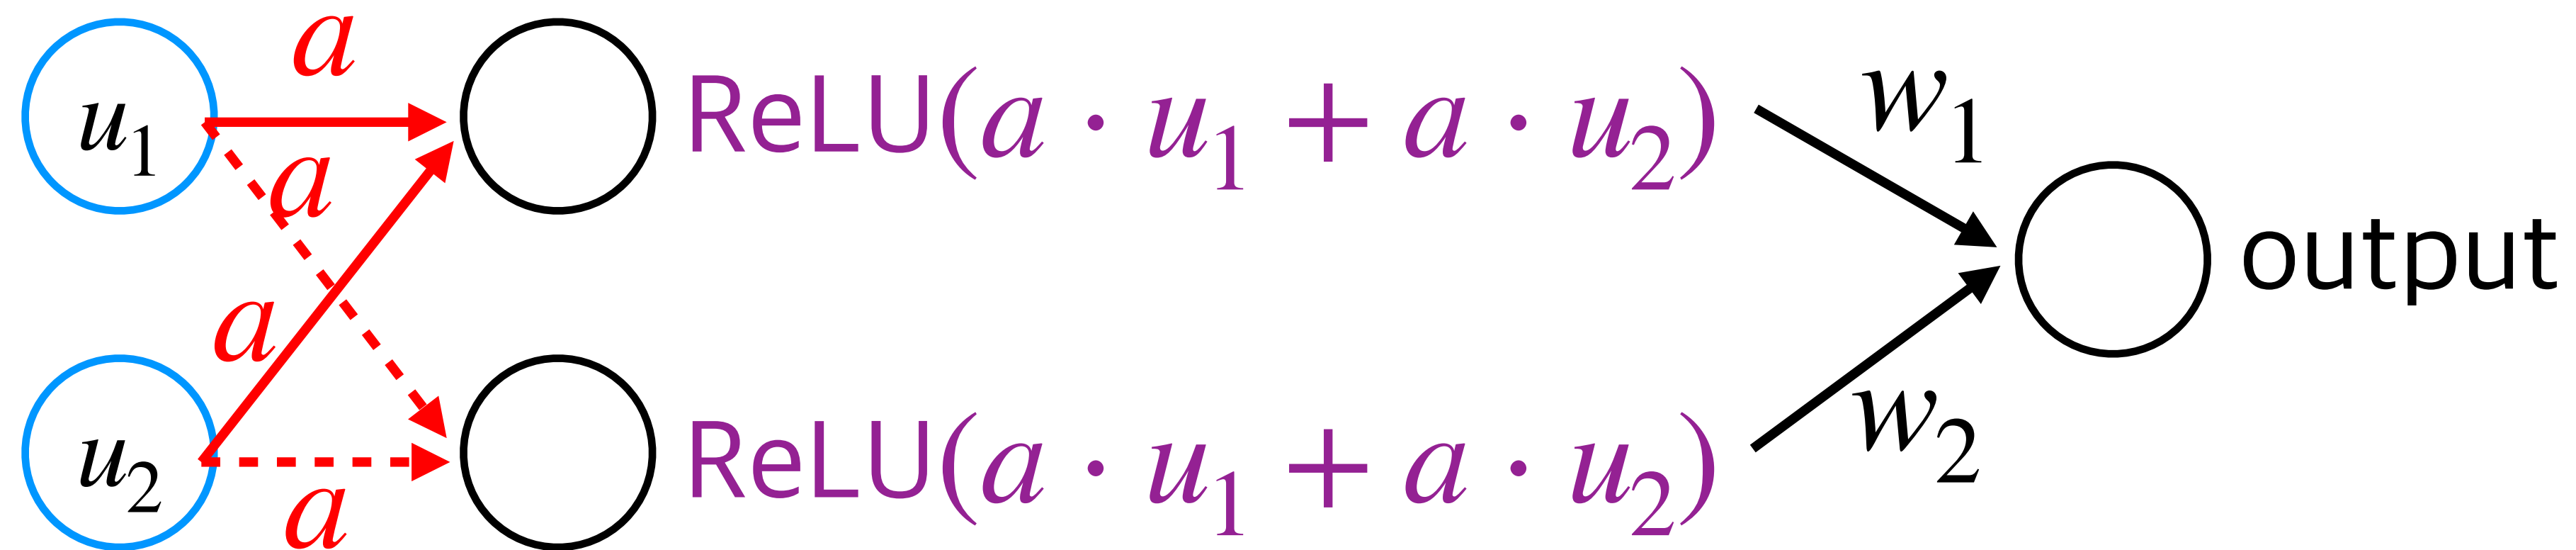 u₁ a ReLU(a · u₁ + a · u₂) w₁
a
output
a
u₂ a ReLU(a · u₁ + a · u₂) w₂